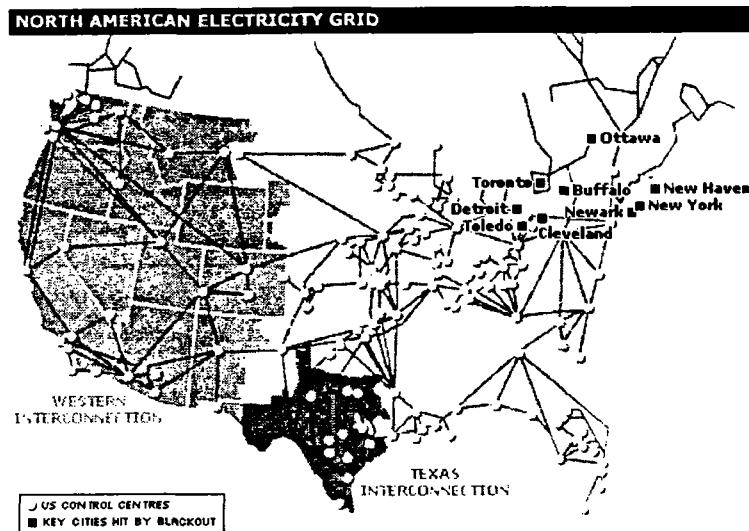 NORTH AMERICAN ELECTRICITY GRID
Ottawa
Toronto
Buffalo
New Haven
Detroit
Newark
New York
Toledo
Cleveland
WESTERN
INTERCONNECTION
TEXAS
INTERCONNECTION
US CONTROL CENTRES
KEY CITIES HIT BY BLACKOUT